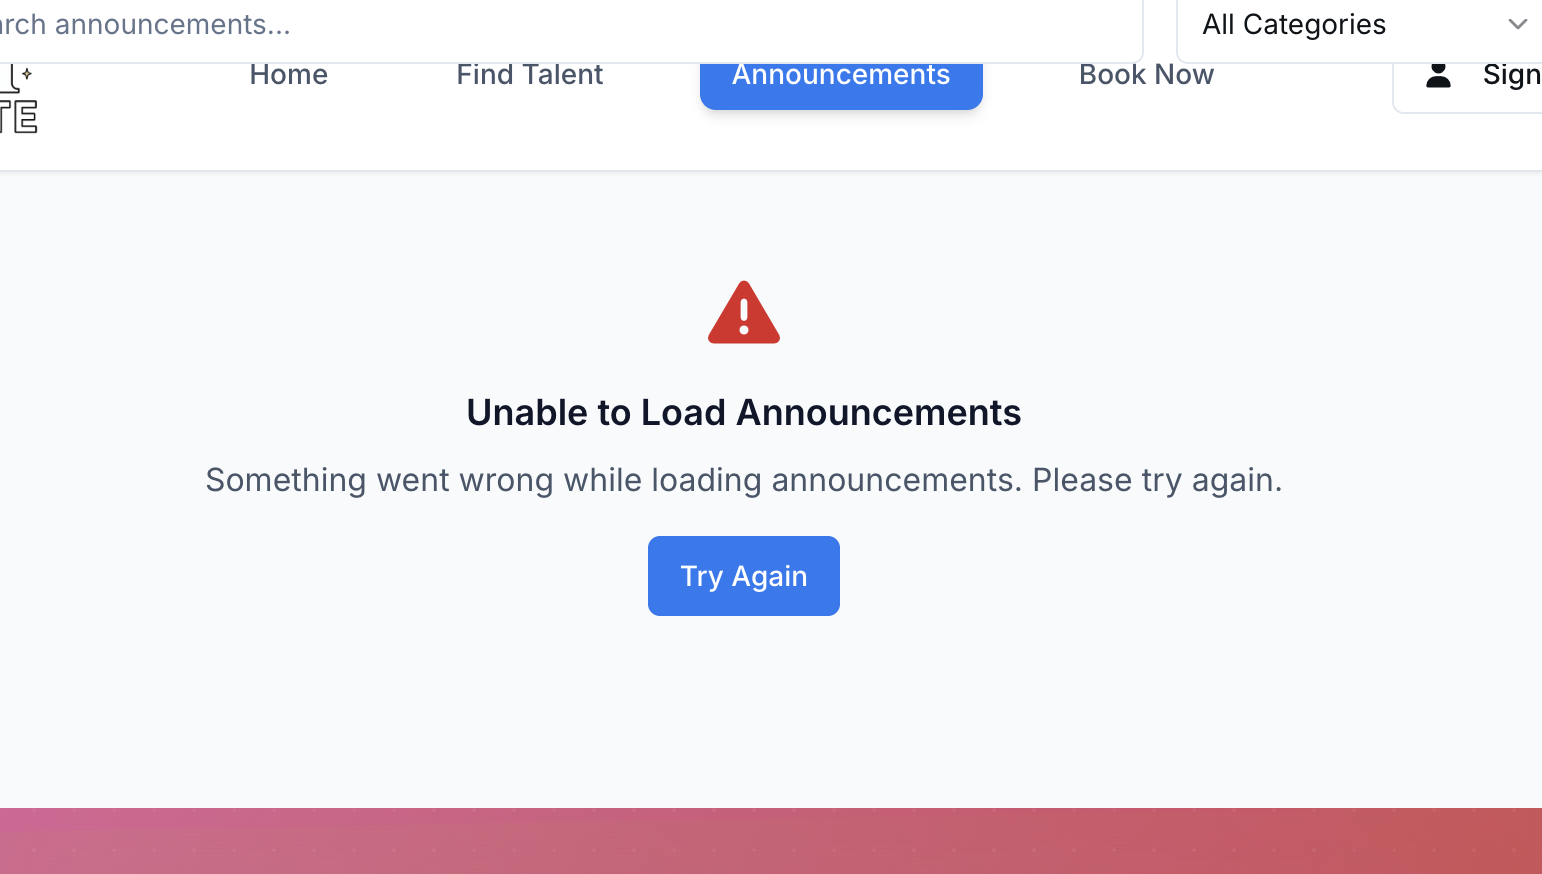 arch announcements...
All Categories
Home
Find Talent
Announcements
Book Now
Sign
TE
Unable to Load Announcements
Something went wrong while loading announcements. Please try again.
Try Again